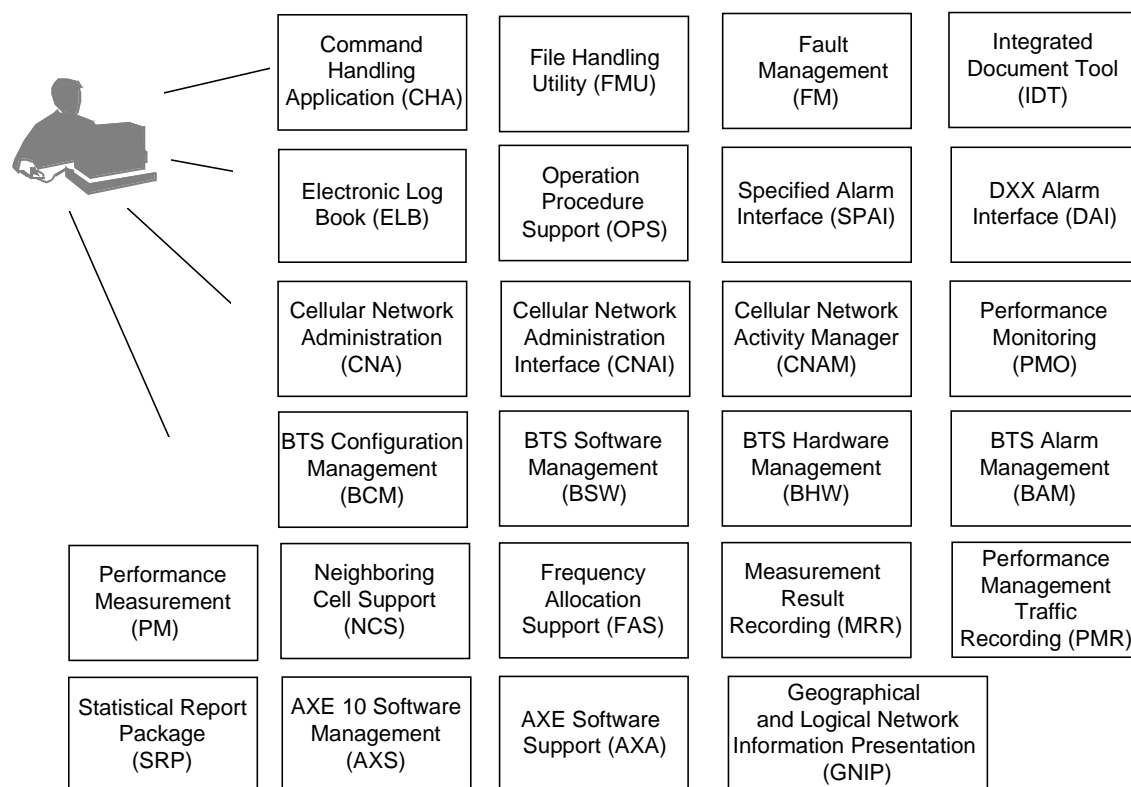 Command
Handling
Application (CHA)
File Handling
Utility (FMU)
Fault
Management
(FM)
Integrated
Document Tool
(IDT)
Electronic Log
Book (ELB)
Operation
Procedure
Support (OPS)
Specified Alarm
Interface (SPAI)
DXX Alarm
Interface (DAI)
Cellular Network
Administration
(CNA)
Cellular Network
Administration
Interface (CNAI)
Cellular Network
Activity Manager
(CNAM)
Performance
Monitoring
(PMO)
BTS Configuration
Management
(BCM)
BTS Software
Management
(BSW)
BTS Hardware
Management
(BHW)
BTS Alarm
Management
(BAM)
Performance
Measurement
(PM)
Neighboring
Cell Support
(NCS)
Frequency
Allocation
Support (FAS)
Measurement
Result
Recording (MRR)
Performance
Management
Traffic
Recording (PMR)
Statistical Report
Package
(SRP)
AXE 10 Software
Management
(AXS)
AXE Software
Support (AXA)
Geographical
and Logical Network
Information Presentation
(GNIP)